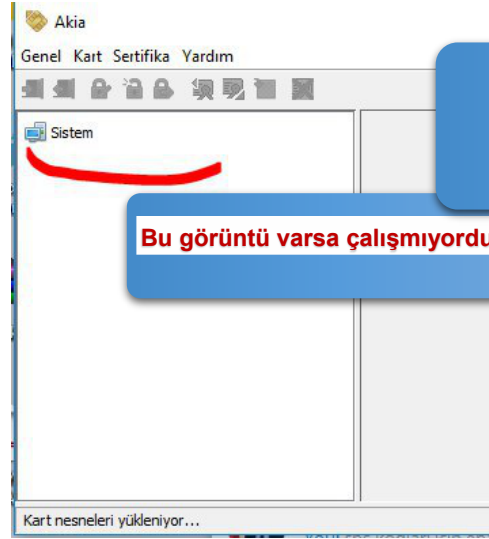 Akia
Genel Kart Sertifika Yardım
Sistem
Bu görüntü varsa çalışmıyordu
Kart nesneleri yükleniyor...